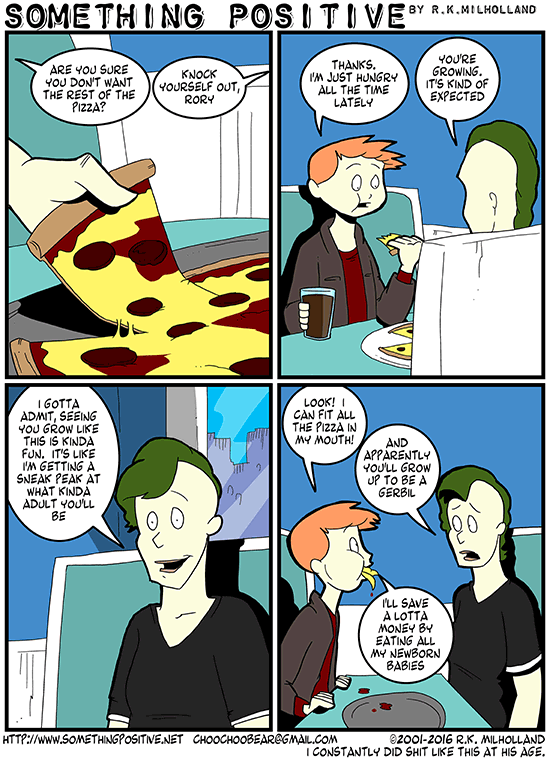 SOMETHING POSITIVE BY R.K.MILHOLLAND
ARE YOU SURE
YOU DON'T WANT
THE REST OF THE
PIZZA?
KNOCK
YOURSELF OUT,
RORY
THANKS.
I'M JUST HUNGRY
ALL THE TIME
LATELY
YOU'RE
GROWING.
IT'S KIND OF
EXPECTED
I GOTTA
ADMIT, SEEING
YOU GROW LIKE
THIS IS KINDA
FUN. IT'S LIKE
I'M GETTING A
SNEAK PEAK AT
WHAT KINDA
ADULT YOU'LL
BE
LOOK! I
CAN FIT ALL
THE PIZZA IN
MY MOUTH!
AND
APPARENTLY
YOU'LL GROW
UP TO BE A
GERBIL
I'LL SAVE
A LOTTA
MONEY BY
EATING ALL
MY NEWBORN
BABIES
HTTP://WWW.SOMETHINGPOSITIVE.NET CHOOCHOOBEAR@GMAIL.COM ©2001-2016 R.K. MILHOLLAND
I CONSTANTLY DID SHIT LIKE THIS AT HIS AGE.